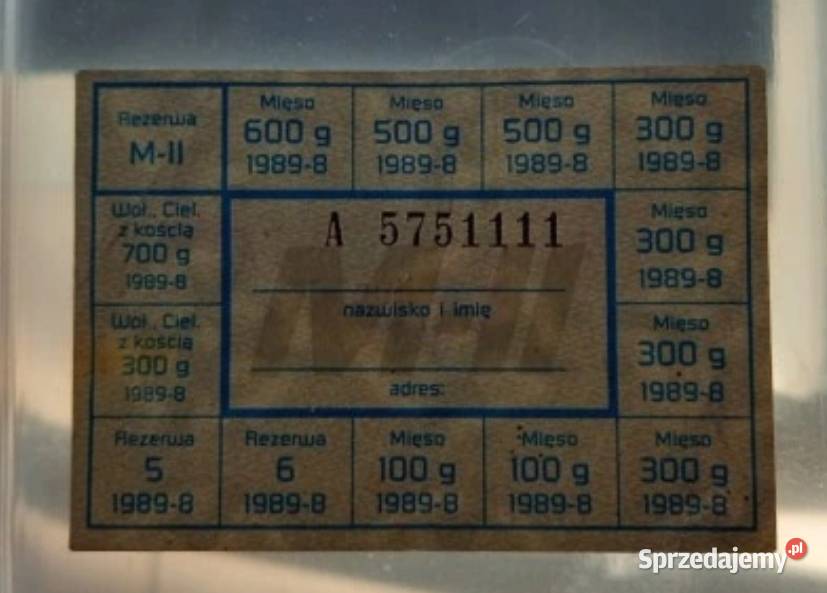 Rezerwa
M-II
Mięso
600 g
1989-8
Mięso
500 g
1989-8
Mięso
500 g
1989-8
Mięso
300 g
1989-8
Woł., Ciel.
z kością
700 g
1989-8
A 5751111
M-II
nazwisko i imię
adres:
Mięso
300 g
1989-8
Woł., Ciel.
z kością
300 g
1989-8
Mięso
300 g
1989-8
Rezerwa
5
1989-8
Rezerwa
6
1989-8
Mięso
100 g
1989-8
Mięso
100 g
1989-8
Mięso
300 g
1989-8
Sprzedajemy.pl